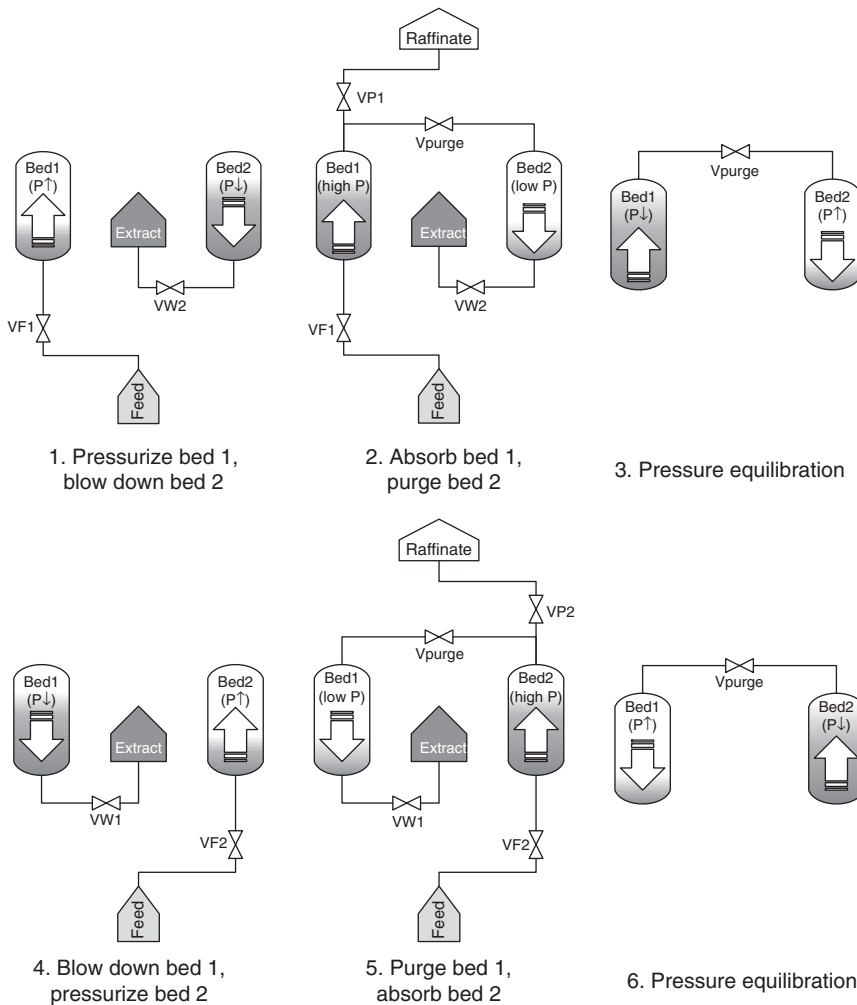 Raffinate
VP1
Vpurge
Bed1
(P↑)
Bed2
(P↓)
Extract
VW2
VF1
Feed
Bed1
(high P)
Bed2
(low P)
Extract
VW2
VF1
Feed
Vpurge
Bed1
(P↓)
Bed2
(P↑)
1. Pressurize bed 1,
blow down bed 2
2. Absorb bed 1,
purge bed 2
3. Pressure equilibration
Raffinate
VP2
Vpurge
Bed1
(P↓)
Bed2
(P↑)
Extract
VW1
VF2
Feed
Bed1
(low P)
Bed2
(high P)
Extract
VW1
VF2
Feed
Vpurge
Bed1
(P↑)
Bed2
(P↓)
4. Blow down bed 1,
pressurize bed 2
5. Purge bed 1,
absorb bed 2
6. Pressure equilibration